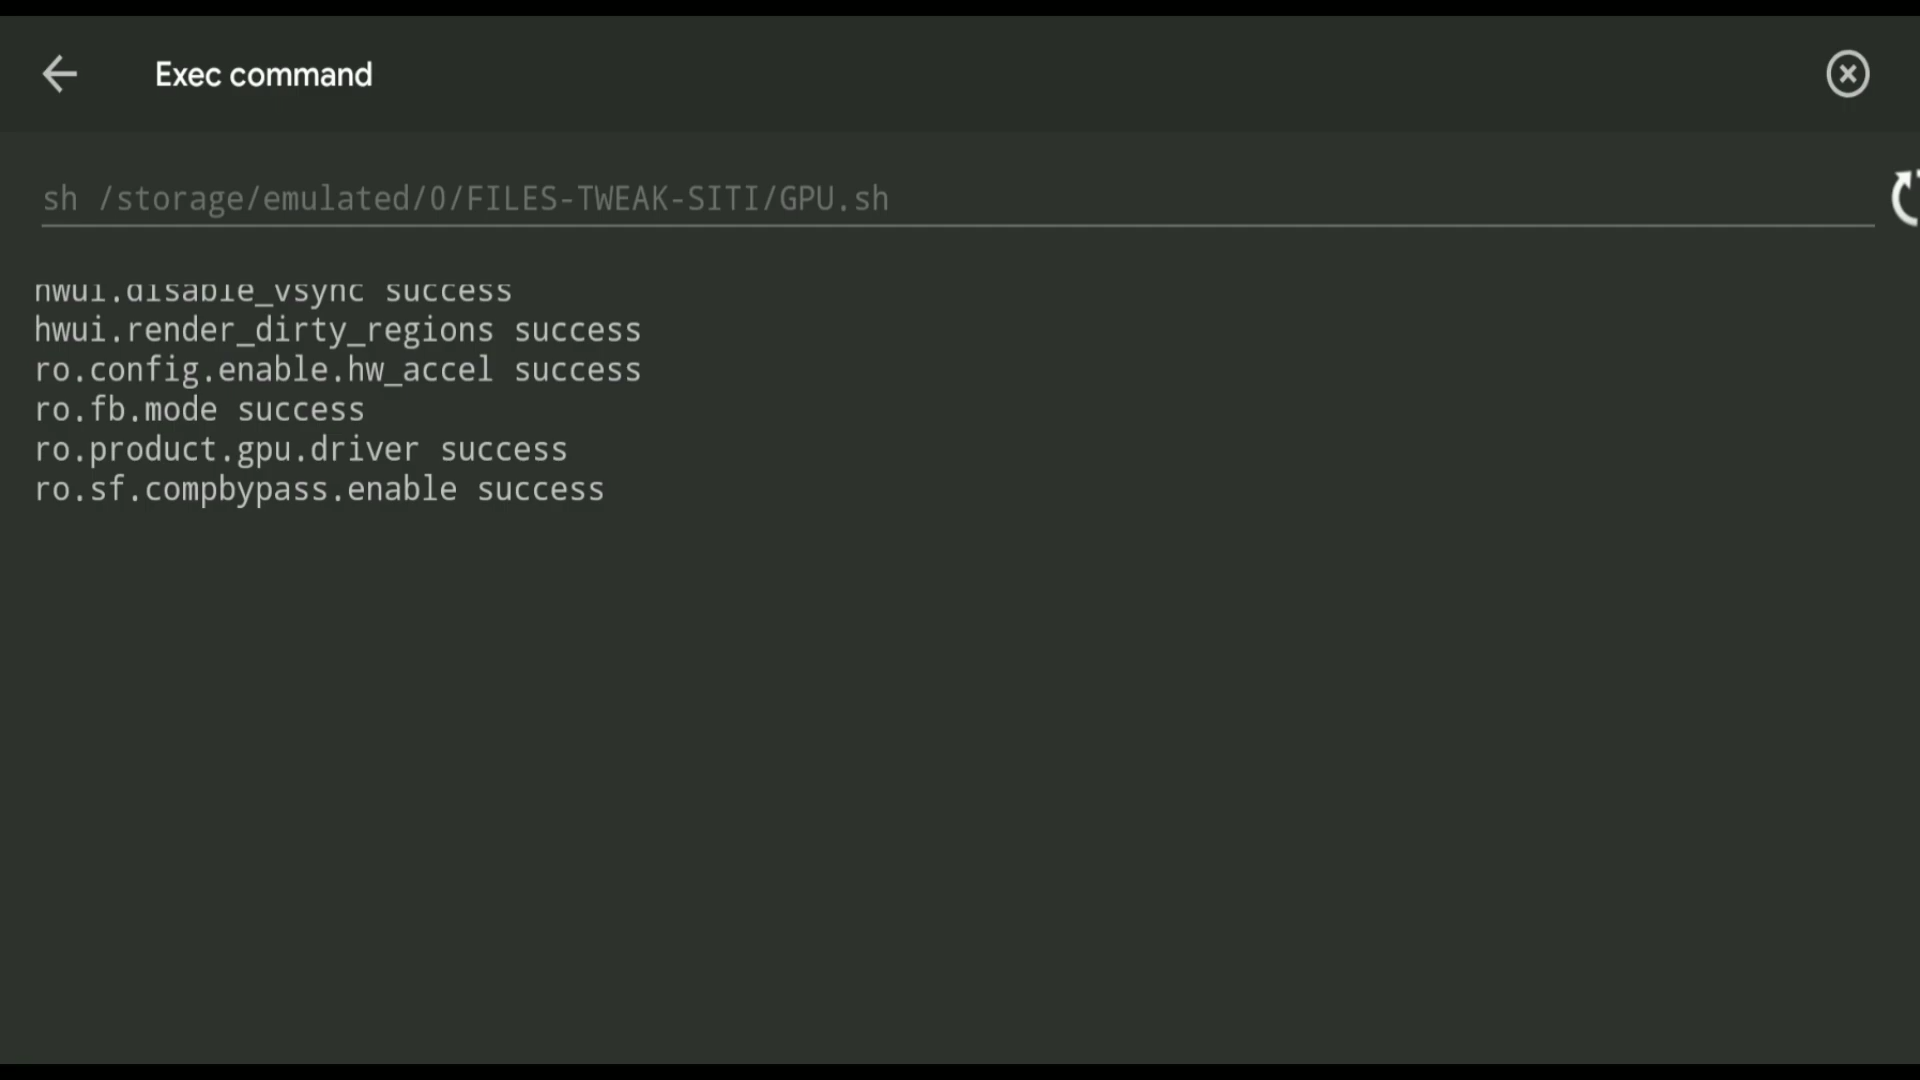 Exec command
sh /storage/emulated/0/FILES-TWEAK-SITI/GPU.sh
hwui.disable_vsync success
hwui.render_dirty_regions success
ro.config.enable.hw_accel success
ro.fb.mode success
ro.product.gpu.driver success
ro.sf.compbypass.enable success